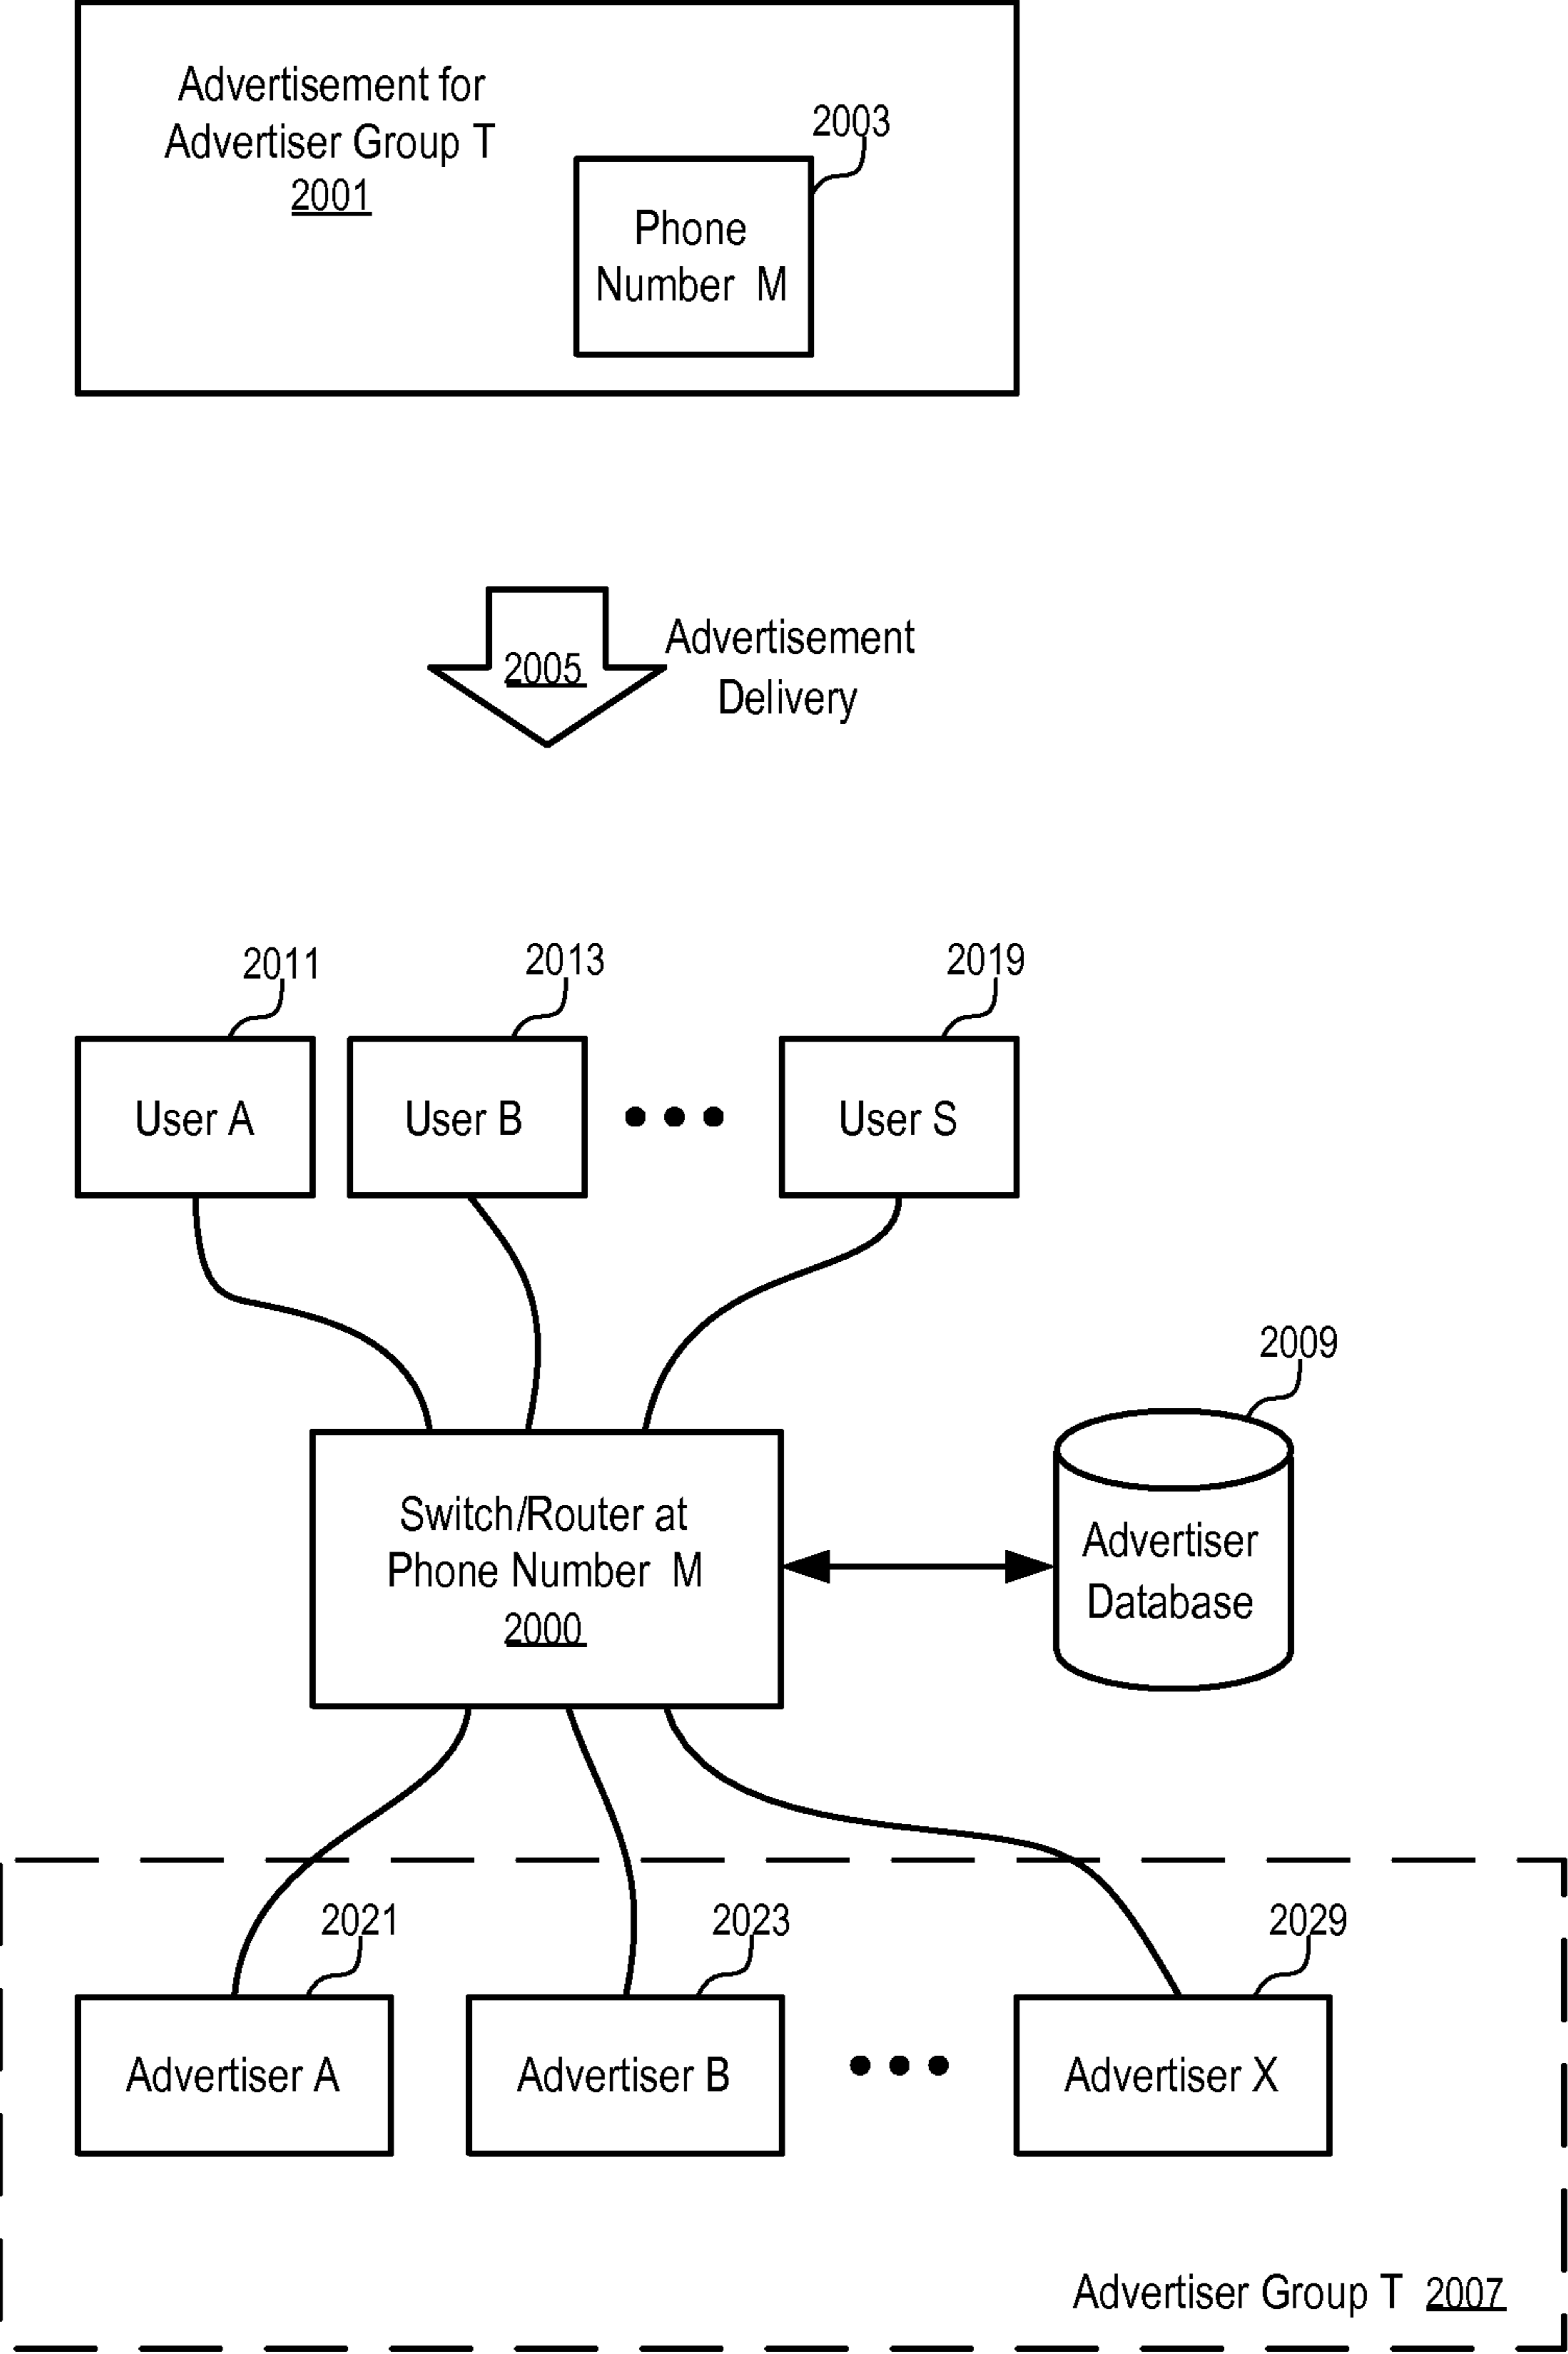 Advertisement for
Advertiser Group T
2001
2003
Phone
Number M
2005
Advertisement
Delivery
2011
2013
2019
User A
User B
User S
2009
Switch/Router at
Phone Number M
2000
Advertiser
Database
2021
2023
2029
Advertiser A
Advertiser B
Advertiser X
Advertiser Group T 2007